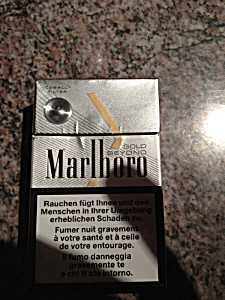 FILTER
GOLD
BEYOND
Marlboro
Rauchen fügt Ihnen und den
Menschen in Ihrer Umgebung
erheblichen Schaden zu.
Fumer nuit gravement
à votre santé et à celle
de votre entourage.
Il fumo danneggia
gravemente te
e chi ti sta intorno.